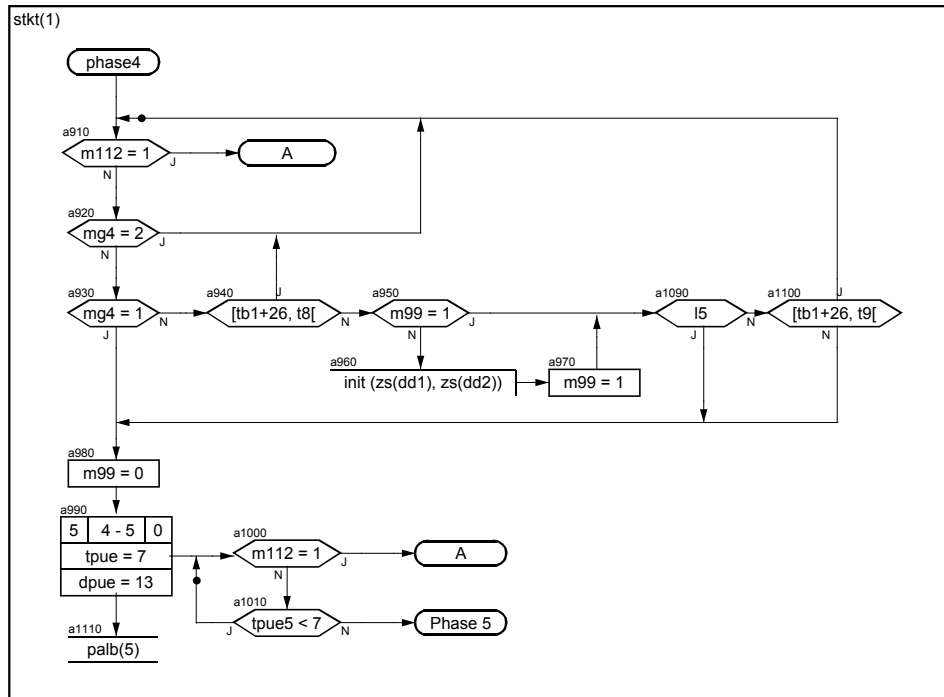 stkt(1)
phase4
a910
m112 = 1
J
A
N
a920
mg4 = 2
J
N
a930
mg4 = 1
N
J
a940
[tb1+26, t8[
J
N
a950
m99 = 1
J
N
a960
init (zs(dd1), zs(dd2))
a970
m99 = 1
a1090
l5
N
J
a1100
[tb1+26, t9[
J
N
a980
m99 = 0
a990
5 4 - 5 0
tpue = 7
dpue = 13
a1000
m112 = 1
J
A
N
a1010
tpue5 < 7
J
N
Phase 5
a1110
palb(5)